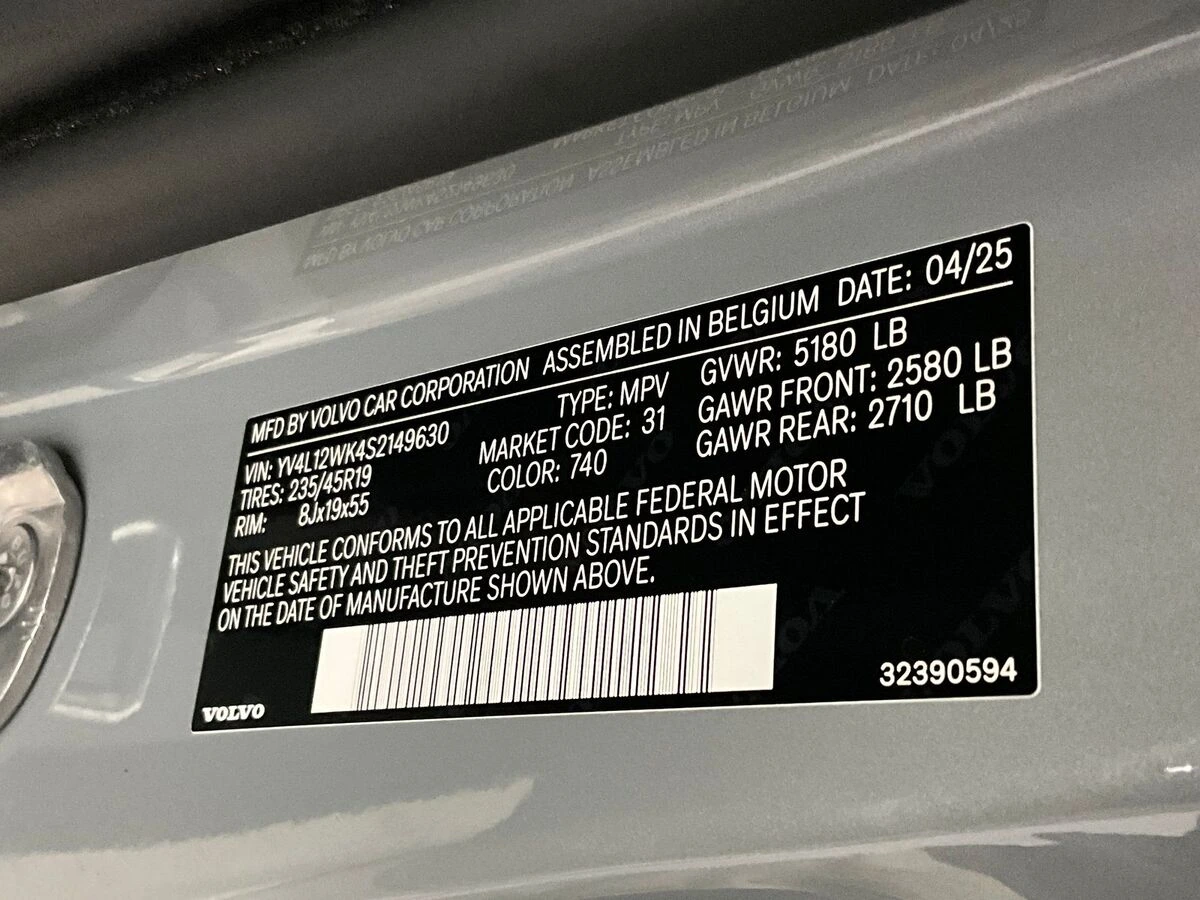 MFD BY VOLVO CAR CORPORATION ASSEMBLED IN BELGIUM DATE: 04/25
VIN: YV4L12WK4S2149630 TYPE: MPV GVWR: 5180 LB
TIRES: 235/45R19 MARKET CODE: 31 GAWR FRONT: 2580 LB
RIM: 8Jx19x55 COLOR: 740 GAWR REAR: 2710 LB
THIS VEHICLE CONFORMS TO ALL APPLICABLE FEDERAL MOTOR
VEHICLE SAFETY AND THEFT PREVENTION STANDARDS IN EFFECT
ON THE DATE OF MANUFACTURE SHOWN ABOVE.
VOLVO 32390594